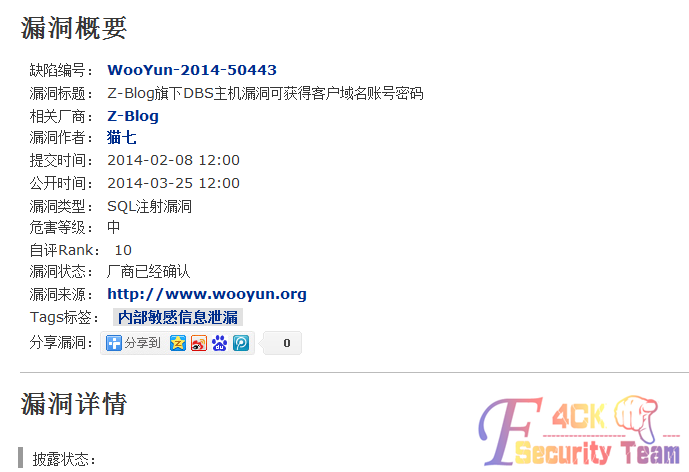 漏洞概要
缺陷编号： WooYun-2014-50443
漏洞标题： Z-Blog旗下DBS主机漏洞可获得客户域名账号密码
相关厂商： Z-Blog
漏洞作者： 猫七
提交时间： 2014-02-08 12:00
公开时间： 2014-03-25 12:00
漏洞类型： SQL注射漏洞
危害等级： 中
自评Rank： 10
漏洞状态： 厂商已经确认
漏洞来源： http://www.wooyun.org
Tags标签： 内部敏感信息泄漏
分享漏洞： 分享到 0
漏洞详情
披露状态：
F4CK
Security Team